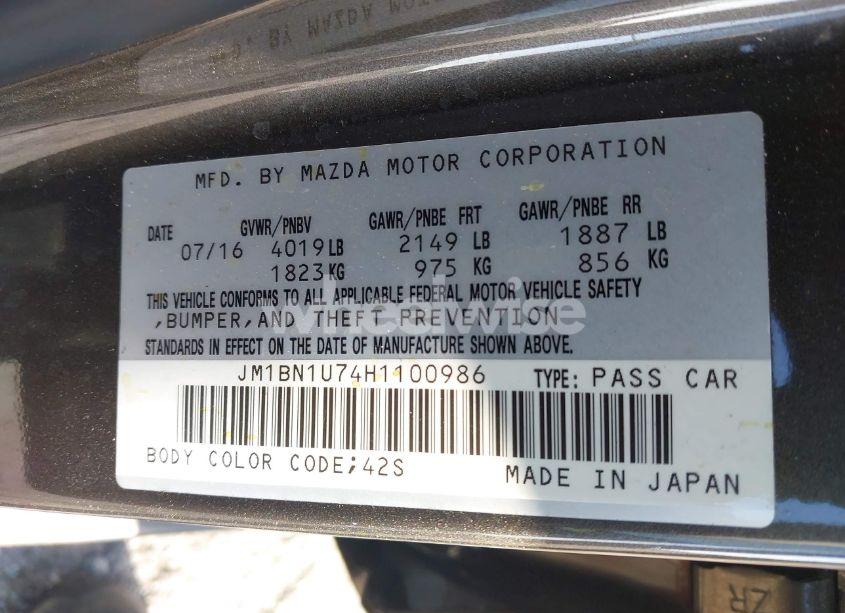 MFD. BY MAZDA MOTOR CORPORATION
DATE GVWR/PNBV GAWR/PNBE FRT GAWR/PNBE RR
07/16 4019 LB 2149 LB 1887 LB
1823 KG 975 KG 856 KG
THIS VEHICLE CONFORMS TO ALL APPLICABLE FEDERAL MOTOR VEHICLE SAFETY
,BUMPER,AND THEFT PREVENTION
STANDARDS IN EFFECT ON THE DATE OF MANUFACTURE SHOWN ABOVE.
JM1BN1U74H1100986 TYPE: PASS CAR
BODY COLOR CODE;42S MADE IN JAPAN
wheelwise